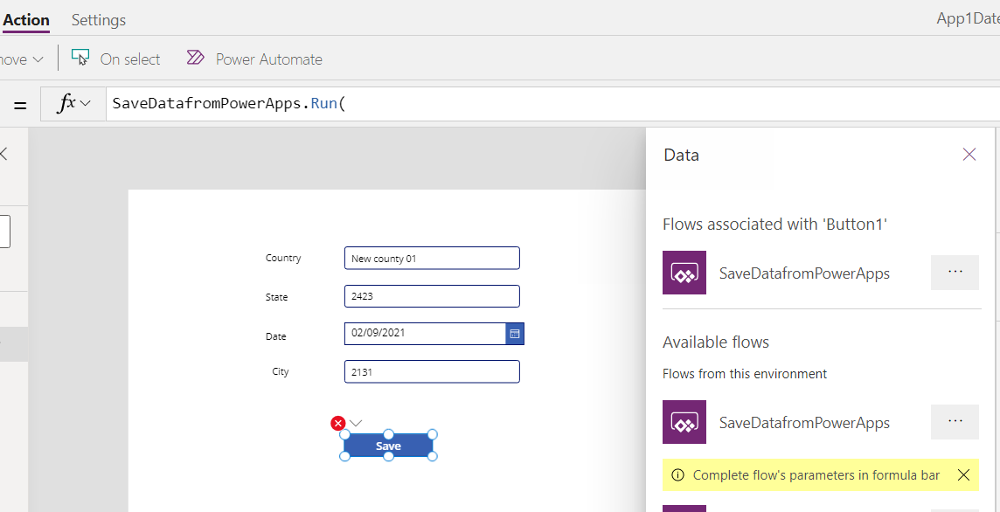 Action Settings App1Date
nove On select Power Automate
= fx SaveDatafromPowerApps.Run(
Data
Flows associated with 'Button1'
SaveDatafromPowerApps ...
Available flows
Flows from this environment
SaveDatafromPowerApps ...
Complete flow's parameters in formula bar
Country New county 01
State 2423
Date 02/09/2021
City 2131
Save